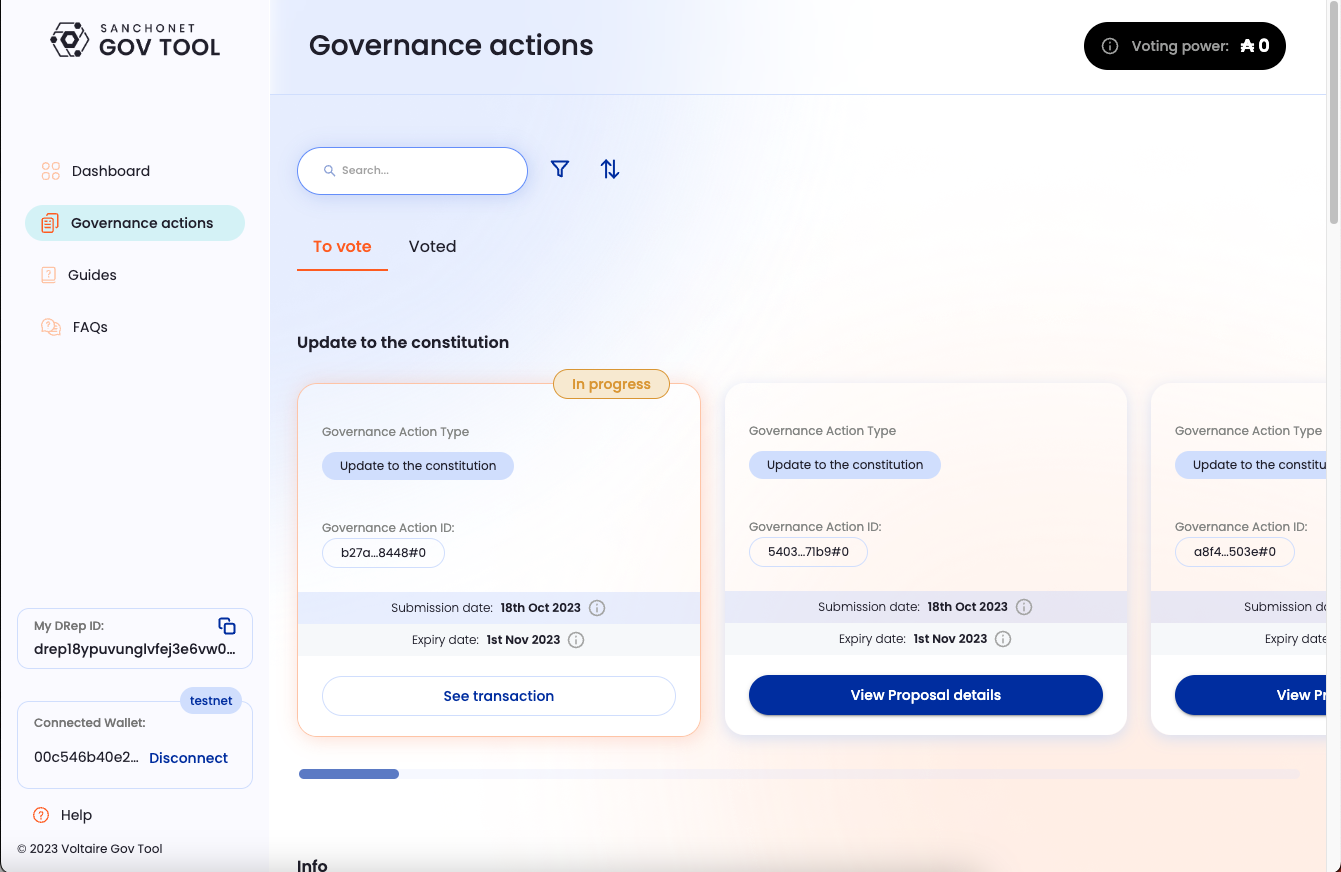 SANCHONET
GOV TOOL
Governance actions
Voting power: ₳ 0
Dashboard
Governance actions
Guides
FAQs
My DRep ID:
drep18ypuvunglvfej3e6vw0...
testnet
Connected Wallet:
00c546b40e2... Disconnect
Help
© 2023 Voltaire Gov Tool
Search...
To vote Voted
Update to the constitution
In progress
Governance Action Type
Update to the constitution
Governance Action ID:
b27a...8448#0
Submission date: 18th Oct 2023
Expiry date: 1st Nov 2023
See transaction
Governance Action Type
Update to the constitution
Governance Action ID:
5403...71b9#0
Submission date: 18th Oct 2023
Expiry date: 1st Nov 2023
View Proposal details
Governance Action Type
Update to the constitu
Governance Action ID:
a8f4...503e#0
Submission da
Expiry date
View Pr
Info